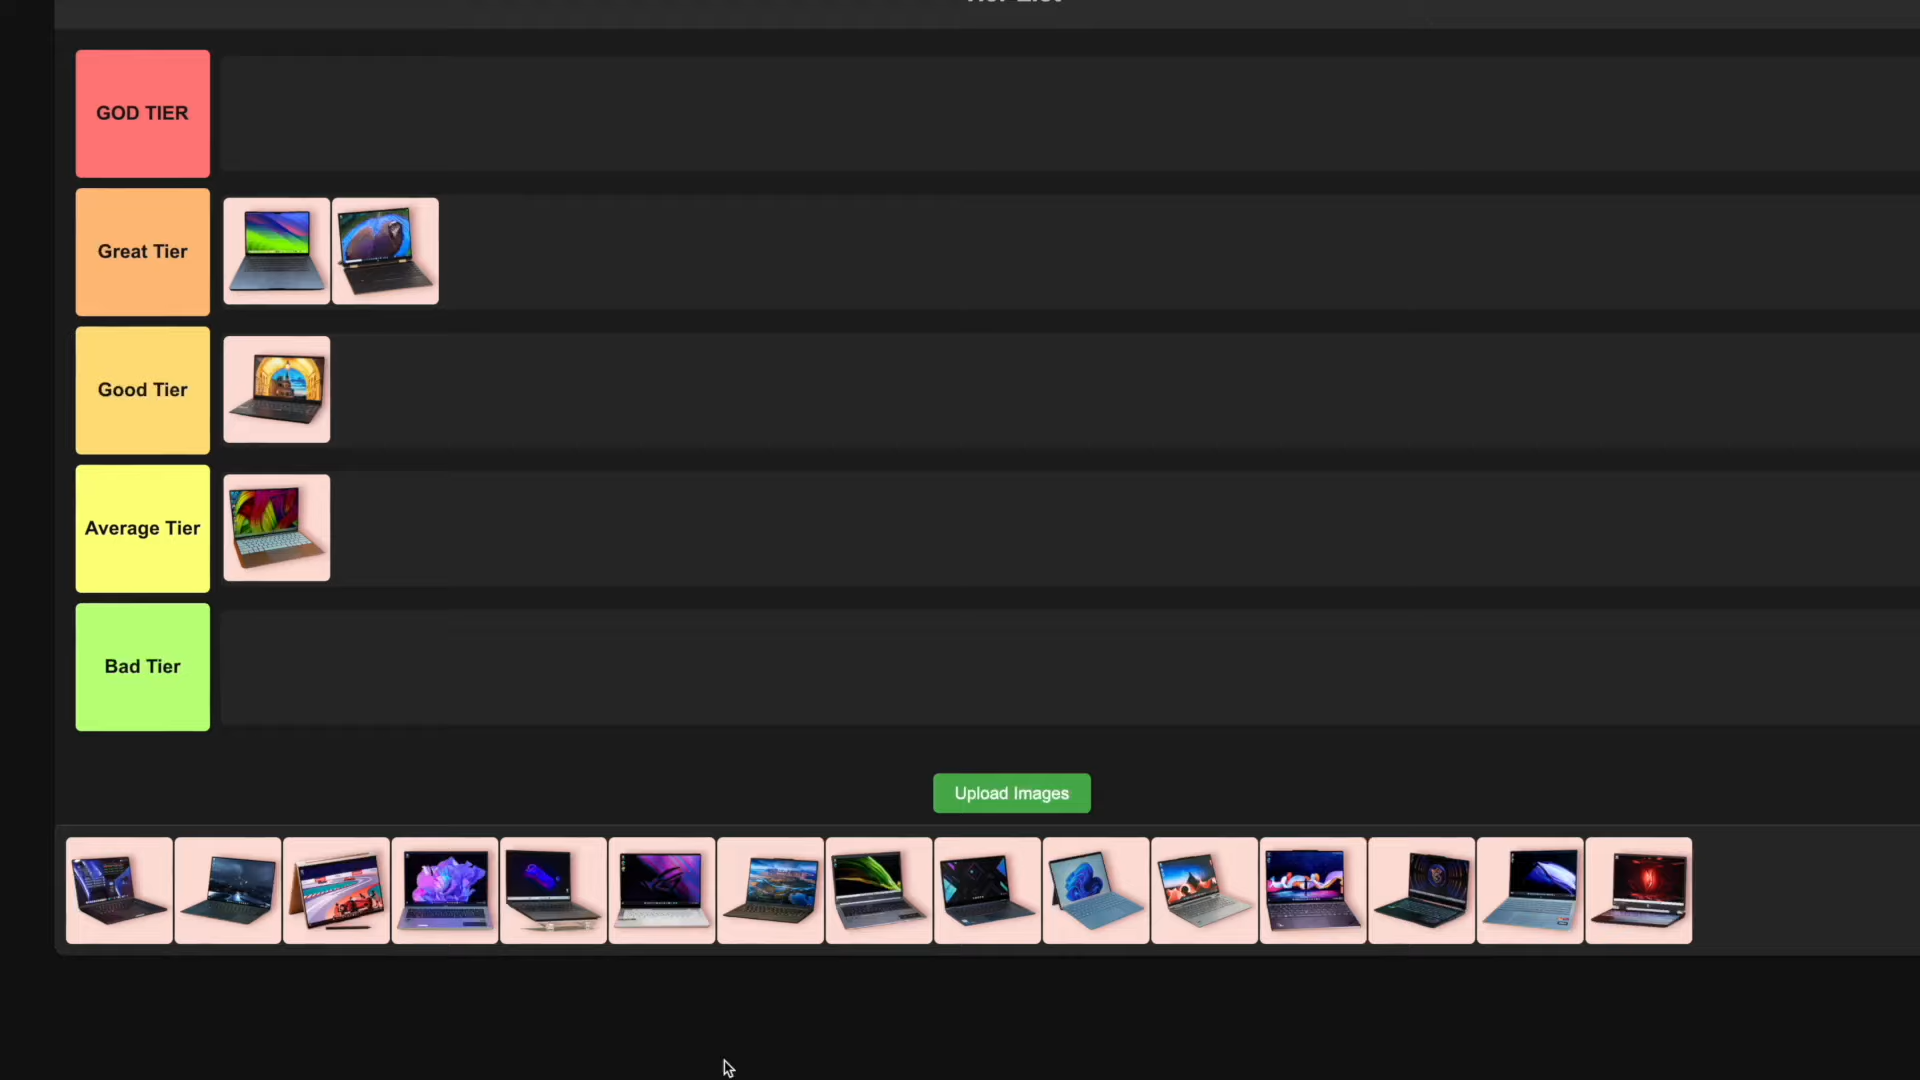 GOD TIER
Great Tier
Good Tier
Average Tier
Bad Tier
Upload Images